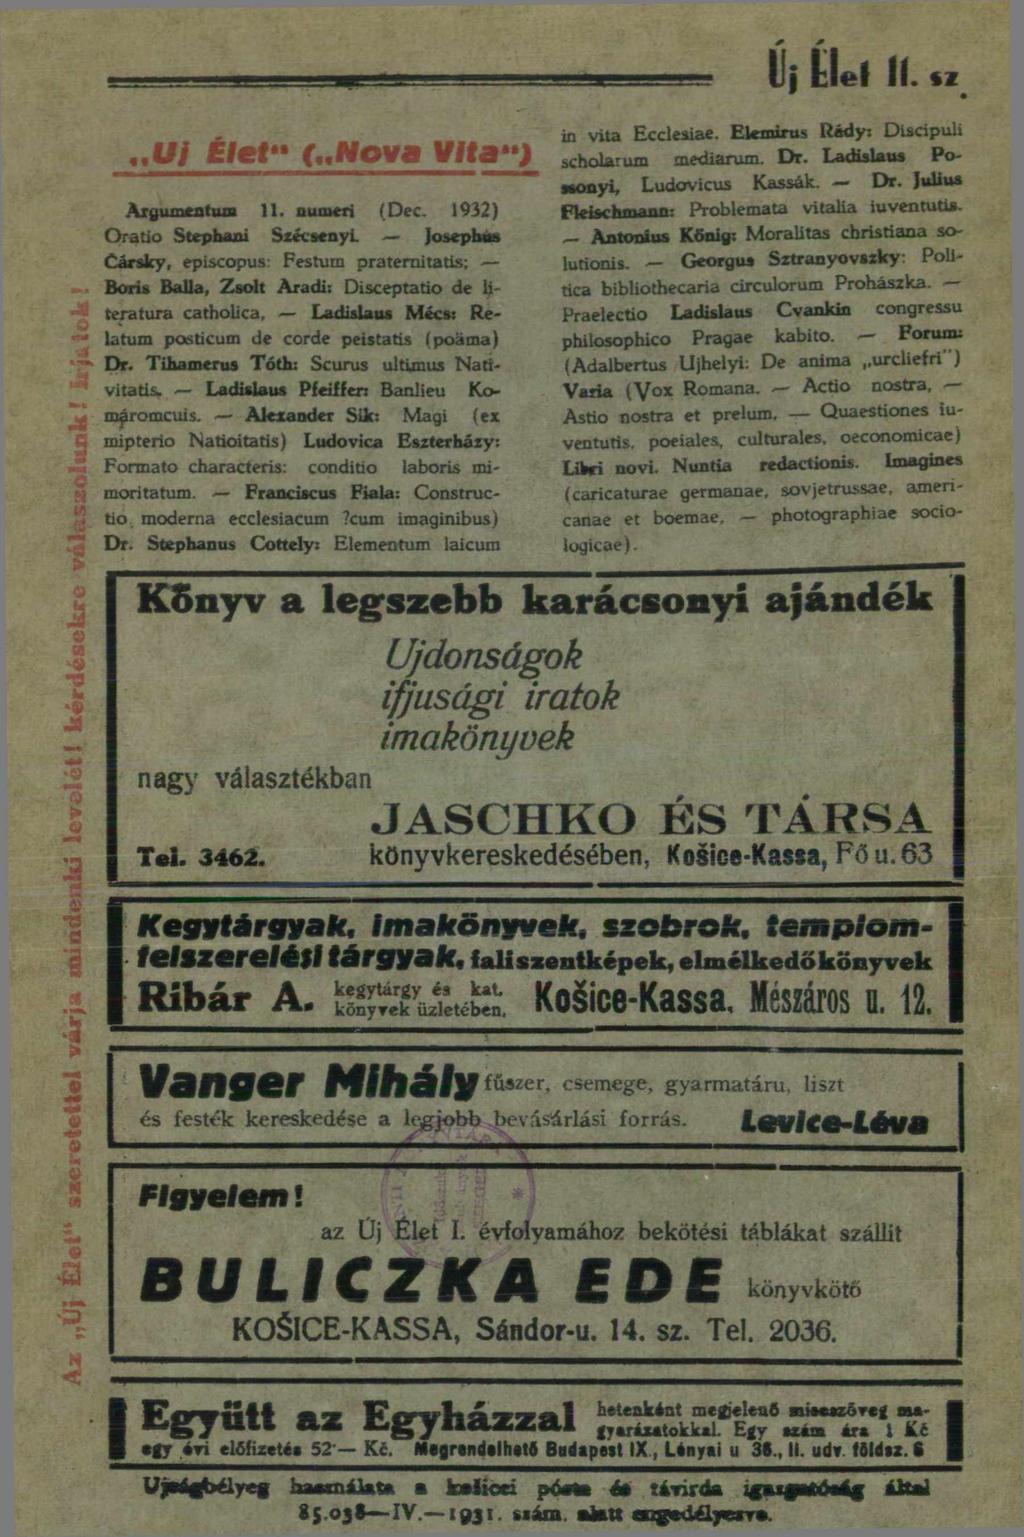 Új Élet 11. sz.
„Uj Élet" („Nova Vita")
Argumentum 11. numeri (Dec. 1932)
Oratio Stephani Szécsenyi. — Josephus
Čársky, episcopus: Festum praternitatis; —
Boris Balla, Zsolt Aradi: Disceptatio de li-
teratura catholica, — Ladislaus Mécs: Re-
latum posticum de corde peistatis (poäma)
Dr. Tihamerus Tóth: Scurus ultimus Nati-
vitatis. — Ladislaus Pfeiffer: Banlieu Ko-
máromcuis. — Alexander Sik: Magi (ex
mipterio Natioitatis) Ludovica Eszterházy:
Formato characteris: conditio laboris mi-
moritatum. — Franciscus Fiala: Construc-
tio moderna ecclesiacum ?cum imaginibus)
Dr. Stephanus Cottely: Elementum laicum
in vita Ecclesiae. Elemirus Rády: Discipuli
scholarum mediarum. Dr. Ladislaus Po-
ssonyi, Ludovicus Kassák. — Dr. Julius
Fleischmann: Problemata vitalia iuventutis.
— Antonius König: Moralitas christiana so-
lutionis. — Georgus Sztranyovszky: Poli-
tica bibliothecaria circulorum Prohászka. —
Praelectio Ladislaus Cvankin congressu
philosophico Pragae kabito. — Forum:
(Adalbertus Ujhelyi: De anima „urcliefri")
Varia (Vox Romana. — Actio nostra, —
Astio nostra et prelum, — Quaestiones iu-
ventutis, poeiales, culturales, oeconomicae)
Libri novi. Nuntia redactionis. Imagines
(caricaturae germanae, sovjetrussae, ameri-
canae et boemae, — photographiae socio-
logicae).
Az „Új Élet" szeretettel várja mindenki levelét! kérdésekre válaszolunk! Irjatok!
Könyv a legszebb karácsonyi ajándék
Ujdonságok
ifjusági iratok
imakönyvek
nagy választékban
JASCHKO ÉS TÁRSA
Tel. 3462. könyvkereskedésében, Košice-Kassa, Fő u. 63
Kegytárgyak, imakönyvek, szobrok, templom-
felszerelési tárgyak, faliszentképek, elmélkedőkönyvek
Ribár A. kegytárgy és kat. könyvek üzletében, Košice-Kassa, Mészáros u. 12.
Vanger Mihály fűszer, csemege, gyarmatáru, liszt
és festék kereskedése a legjobb bevásárlási forrás. Levice-Léva
Figyelem!
az Új Élet I. évfolyamához bekötési táblákat szállit
BULICZKA EDE könyvkötő
KOŠICE-KASSA, Sándor-u. 14. sz. Tel. 2036.
Együtt az Egyházzal hetenként megjelenő miseszöveg ma-
gyarázatokkal. Egy szám ára 1 Kč
egy évi előfizetés 52·— Kč. Megrendelhető Budapest IX., Lónyai u 36., II. udv. földsz. 6
Ujságbélyeg használata a košicei pósta és távirda igazgatóság által
85.038—IV.—1931. szám. alatt engedélyezve.